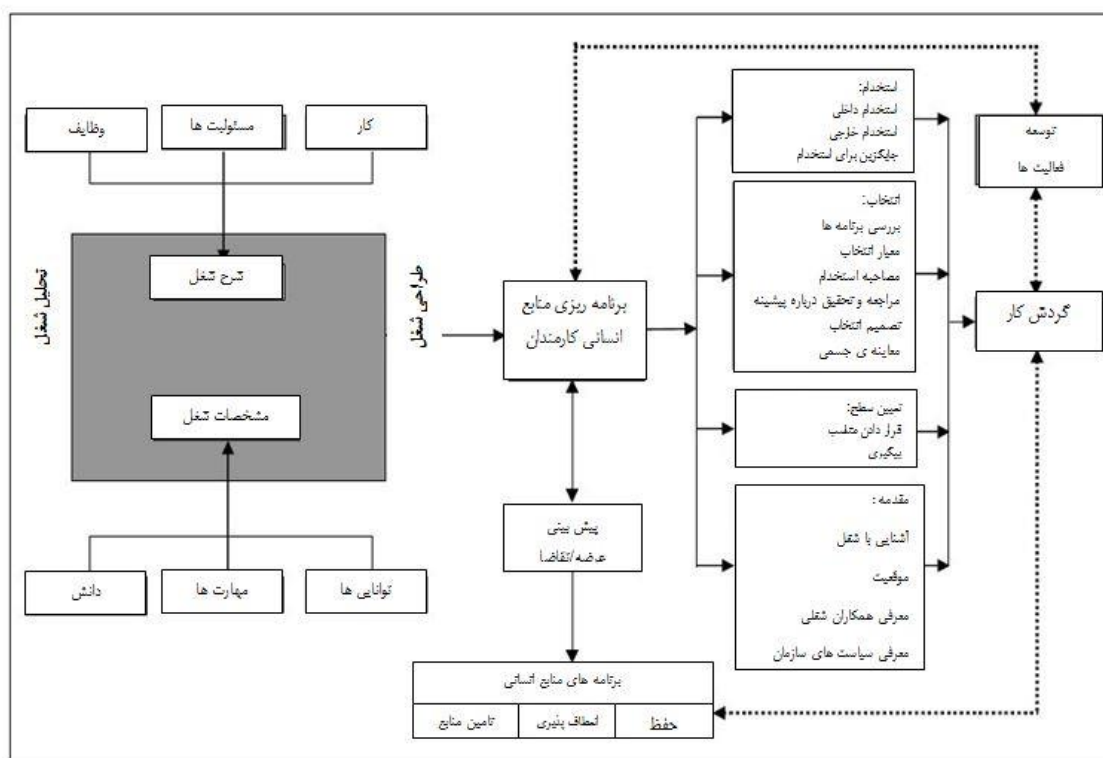 وظایف
مسئولیت ها
کار
تحلیل شغل
شرح شغل
طراحی شغل
مشخصات شغل
دانش
مهارت ها
توانایی ها
برنامه ریزی منابع
انسانی کارمندان
پیش بینی
عرضه/تقاضا
برنامه های منابع انسانی
تامین منابع
انعطاف پذیری
حفظ
استخدام:
استخدام داخلی
استخدام خارجی
جایگزین برای استخدام
انتخاب:
بررسی برنامه ها
معیار انتخاب
مصاحبه استخدام
مراجعه و تحقیق درباره پیشینه
تصمیم انتخاب
معاینه ی جسمی
تعیین سطح:
قرار دادن مناسب
پیگیری
مقدمه :
آشنایی با شغل
موقعیت
معرفی همکاران شغلی
معرفی سیاست های سازمان
توسعه
فعالیت ها
گردش کار